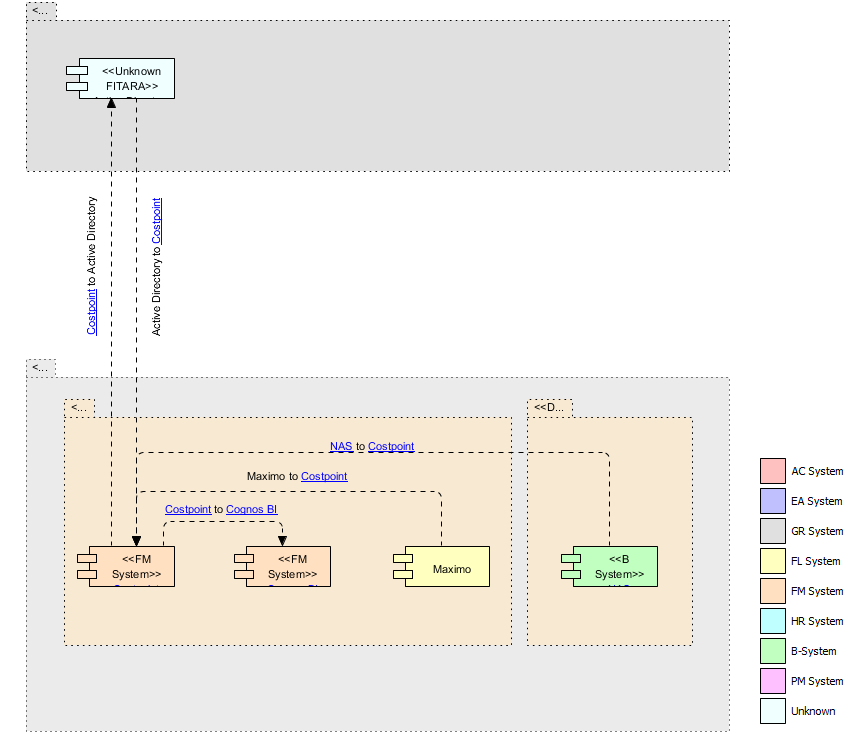 <...
<<Unknown
FITARA>>
Costpoint to Active Directory
Active Directory to Costpoint
<...
<...
<<D...
NAS to Costpoint
Maximo to Costpoint
Costpoint to Cognos BI
<<FM
System>>
<<FM
System>>
Maximo
<<B
System>>
AC System
EA System
GR System
FL System
FM System
HR System
B-System
PM System
Unknown